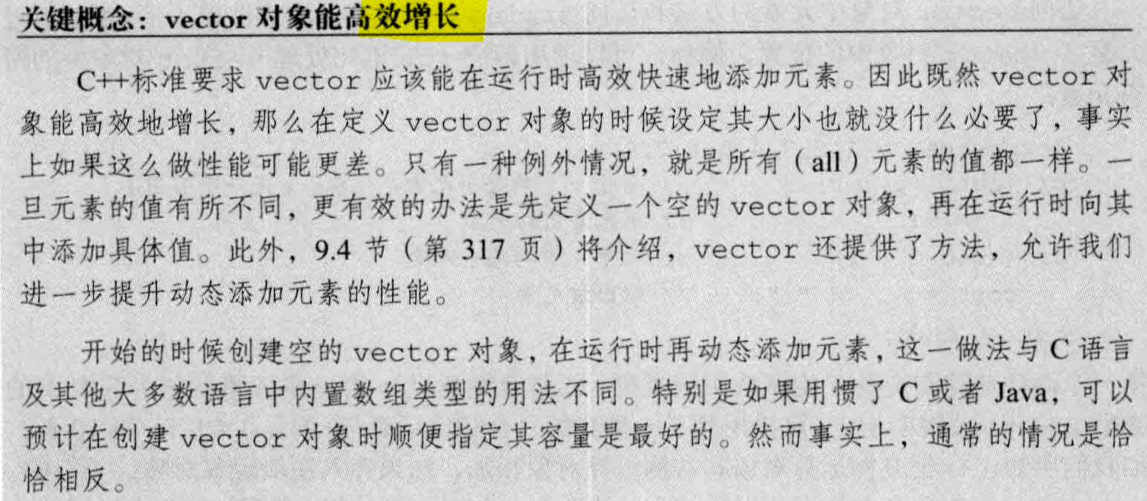 关键概念：vector 对象能高效增长
C++标准要求 vector 应该能在运行时高效快速地添加元素。因此既然 vector 对
象能高效地增长，那么在定义 vector 对象的时候设定其大小也就没什么必要了，事实
上如果这么做性能可能更差。只有一种例外情况，就是所有（all）元素的值都一样。一
旦元素的值有所不同，更有效的办法是先定义一个空的 vector 对象，再在运行时向其
中添加具体值。此外，9.4 节（第 317 页）将介绍，vector 还提供了方法，允许我们
进一步提升动态添加元素的性能。
开始的时候创建空的 vector 对象，在运行时再动态添加元素，这一做法与 C 语言
及其他大多数语言中内置数组类型的用法不同。特别是如果用惯了 C 或者 Java，可以
预计在创建 vector 对象时顺便指定其容量是最好的。然而事实上，通常的情况是恰
恰相反。